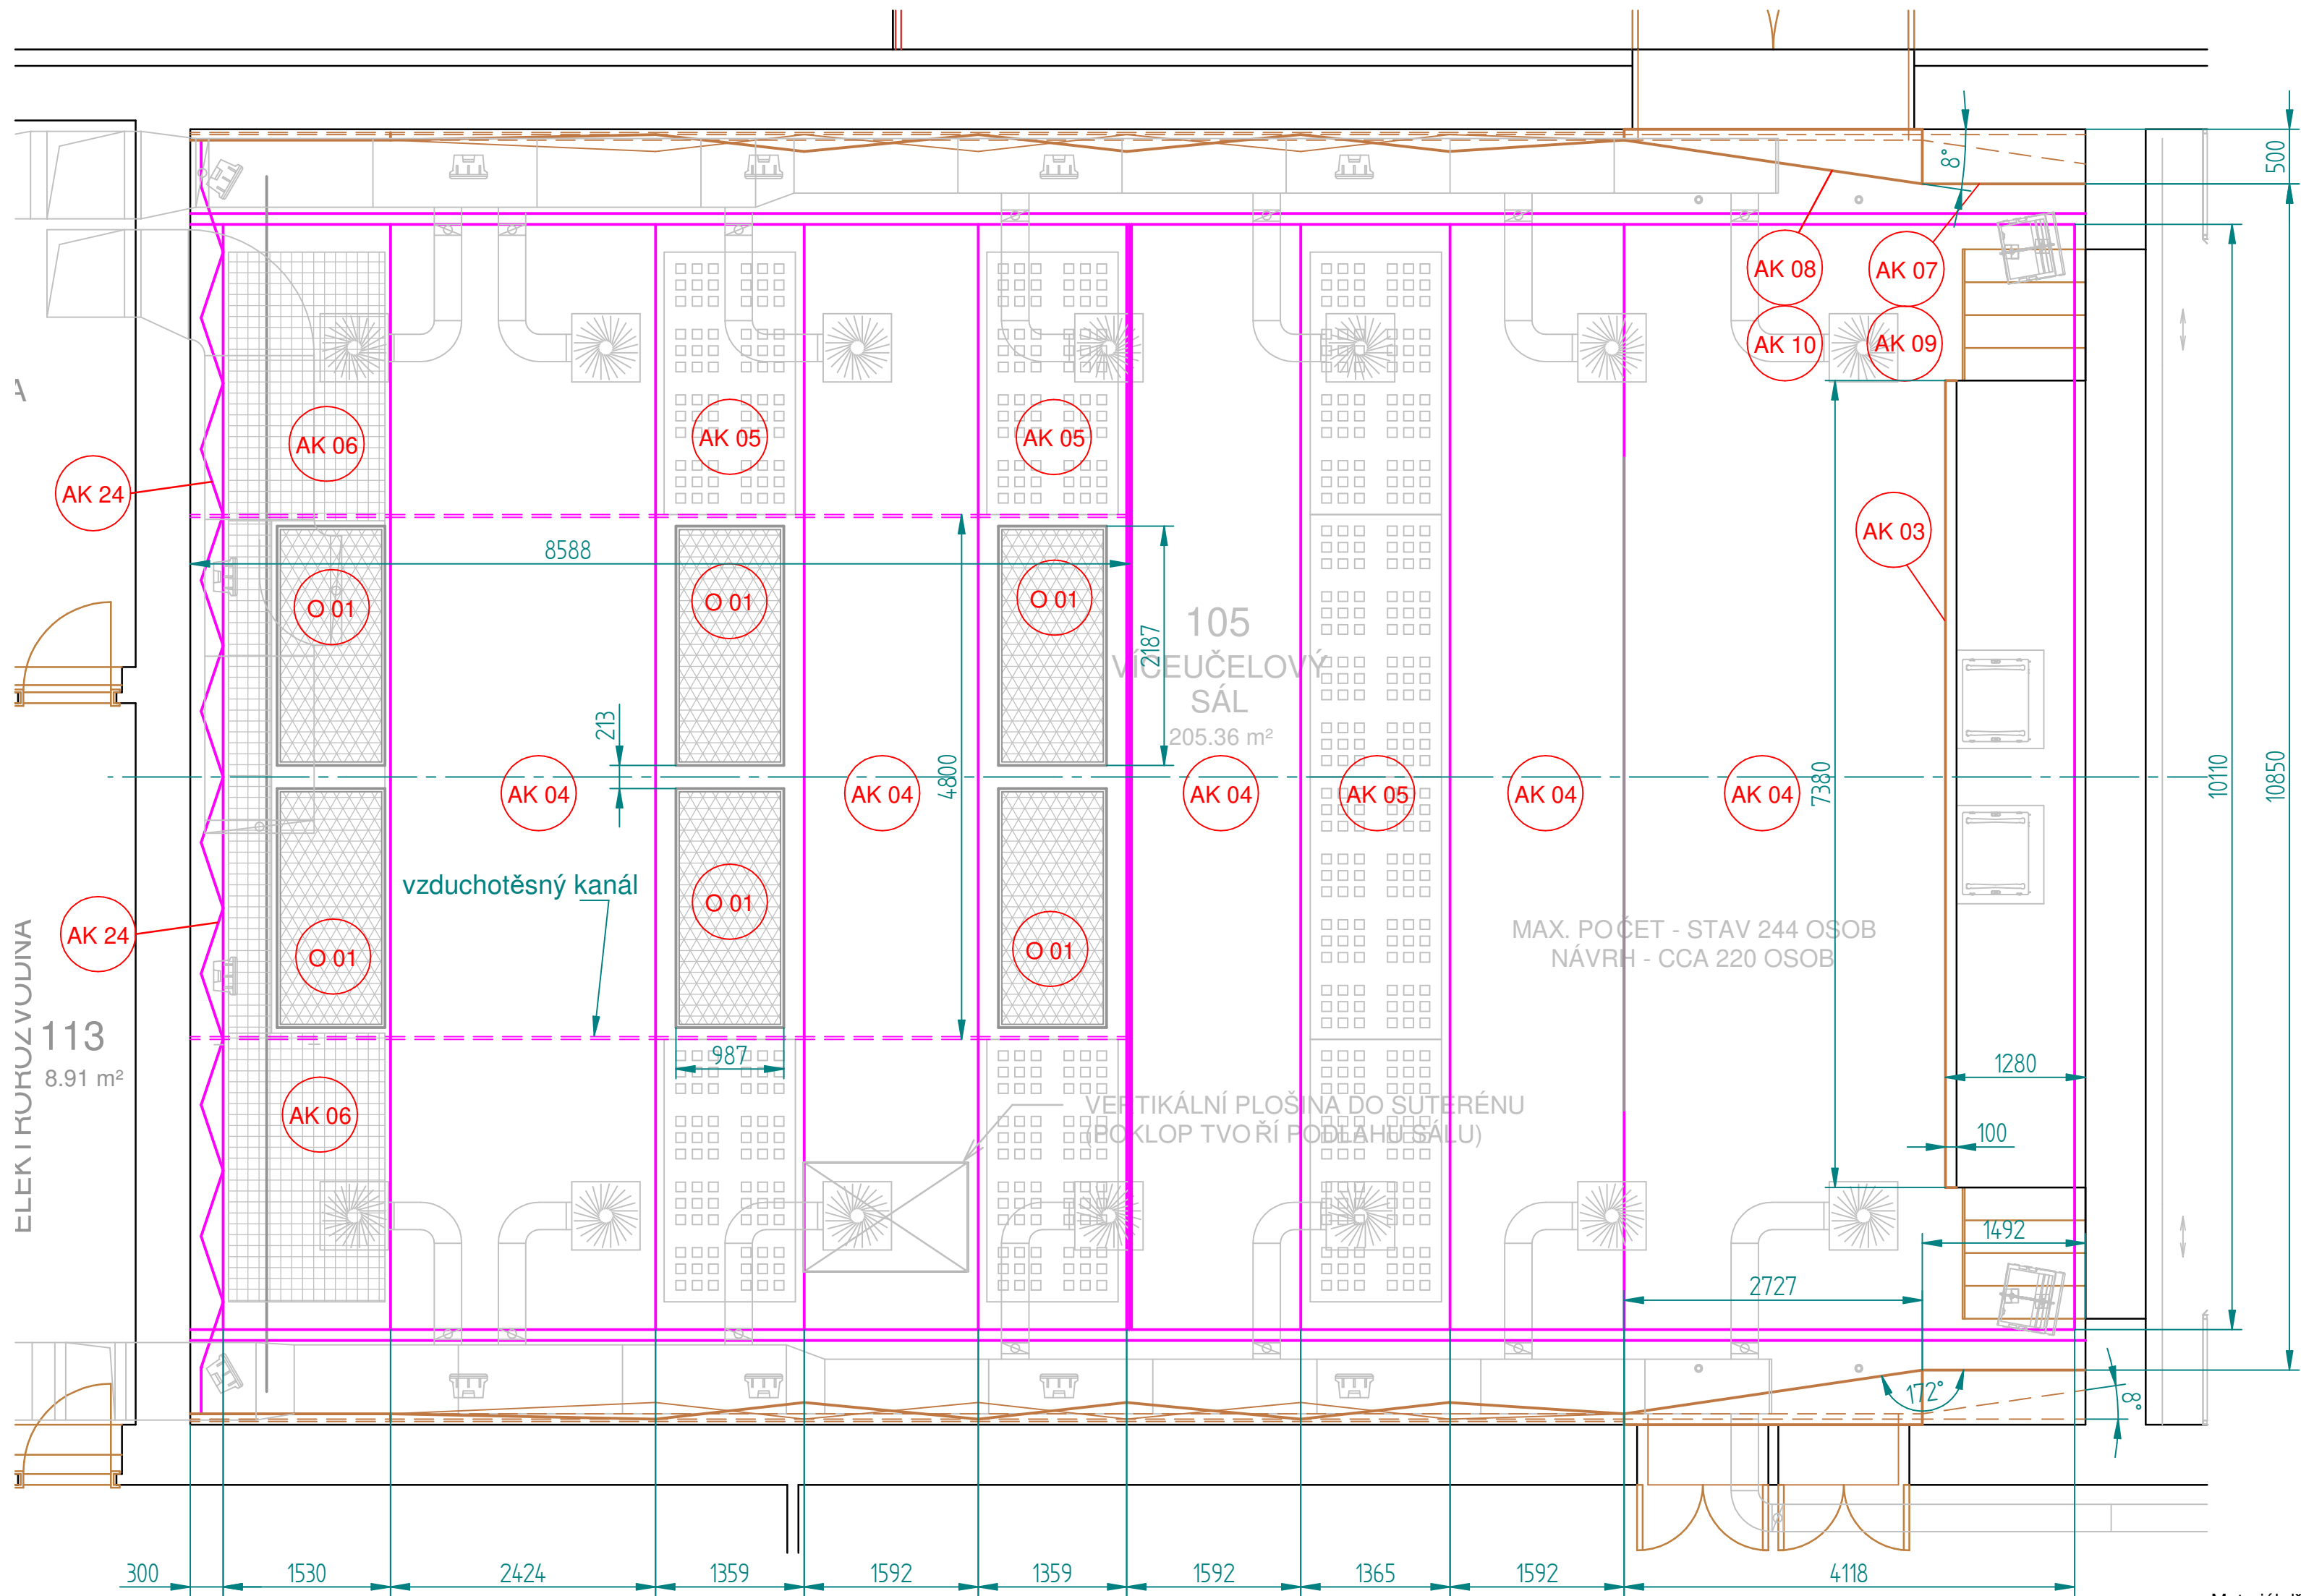 8°
500
AK 08
AK 07
AK 10
AK 09
AK 06
AK 05
AK 05
AK 24
AK 03
8588
O 01
O 01
O 01
105
VÍCEUČELOVÝ
SÁL
205.36 m²
2187
213
4800
7380
10110
10850
AK 04
AK 04
AK 04
AK 05
AK 04
AK 04
vzduchotěsný kanál
O 01
O 01
O 01
AK 24
MAX. POČET - STAV 244 OSOB
NÁVRH - CCA 220 OSOB
ELEKTROROZVODNA
113
8.91 m²
987
1280
AK 06
VERTIKÁLNÍ PLOŠINA DO SUTERÉNU
(POKLOP TVOŘÍ PODLAHU SÁLU)
100
1492
2727
172°
8°
300
1530
2424
1359
1592
1359
1592
1365
1592
4118